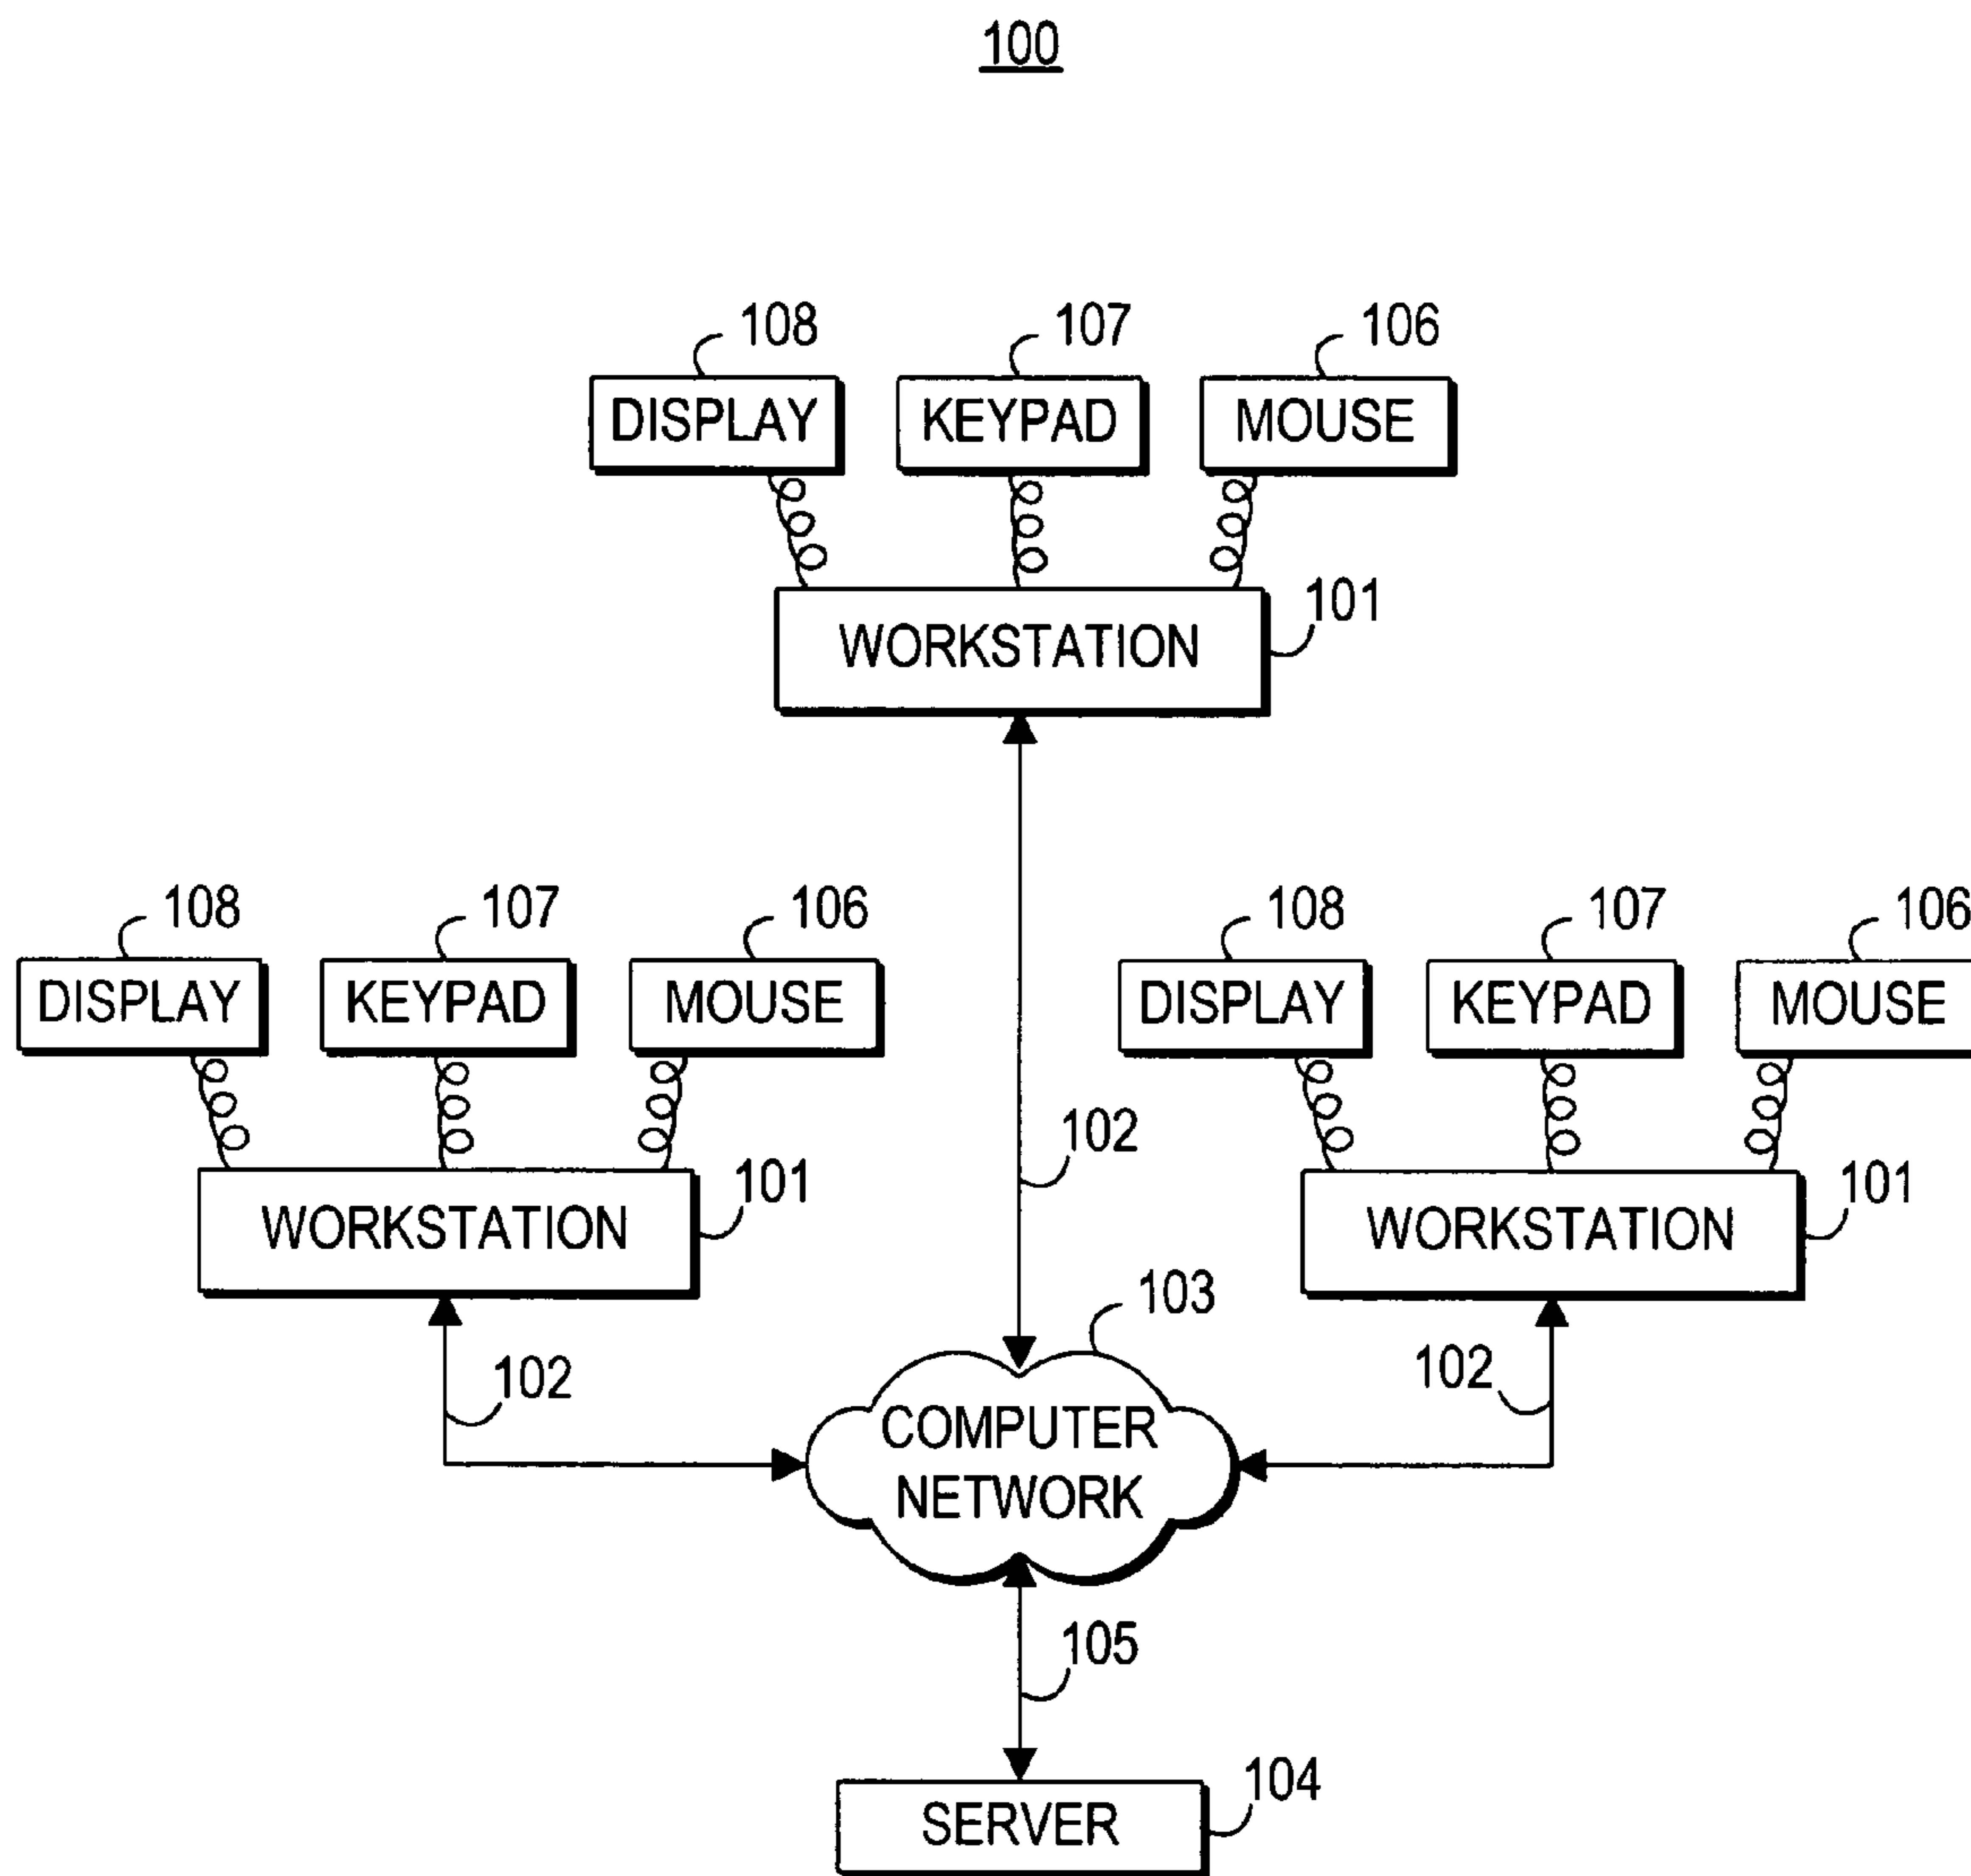 100
108
107
106
DISPLAY
KEYPAD
MOUSE
101
WORKSTATION
108
107
106
108
107
106
DISPLAY
KEYPAD
MOUSE
DISPLAY
KEYPAD
MOUSE
102
101
101
WORKSTATION
WORKSTATION
103
102
102
COMPUTER
NETWORK
105
104
SERVER